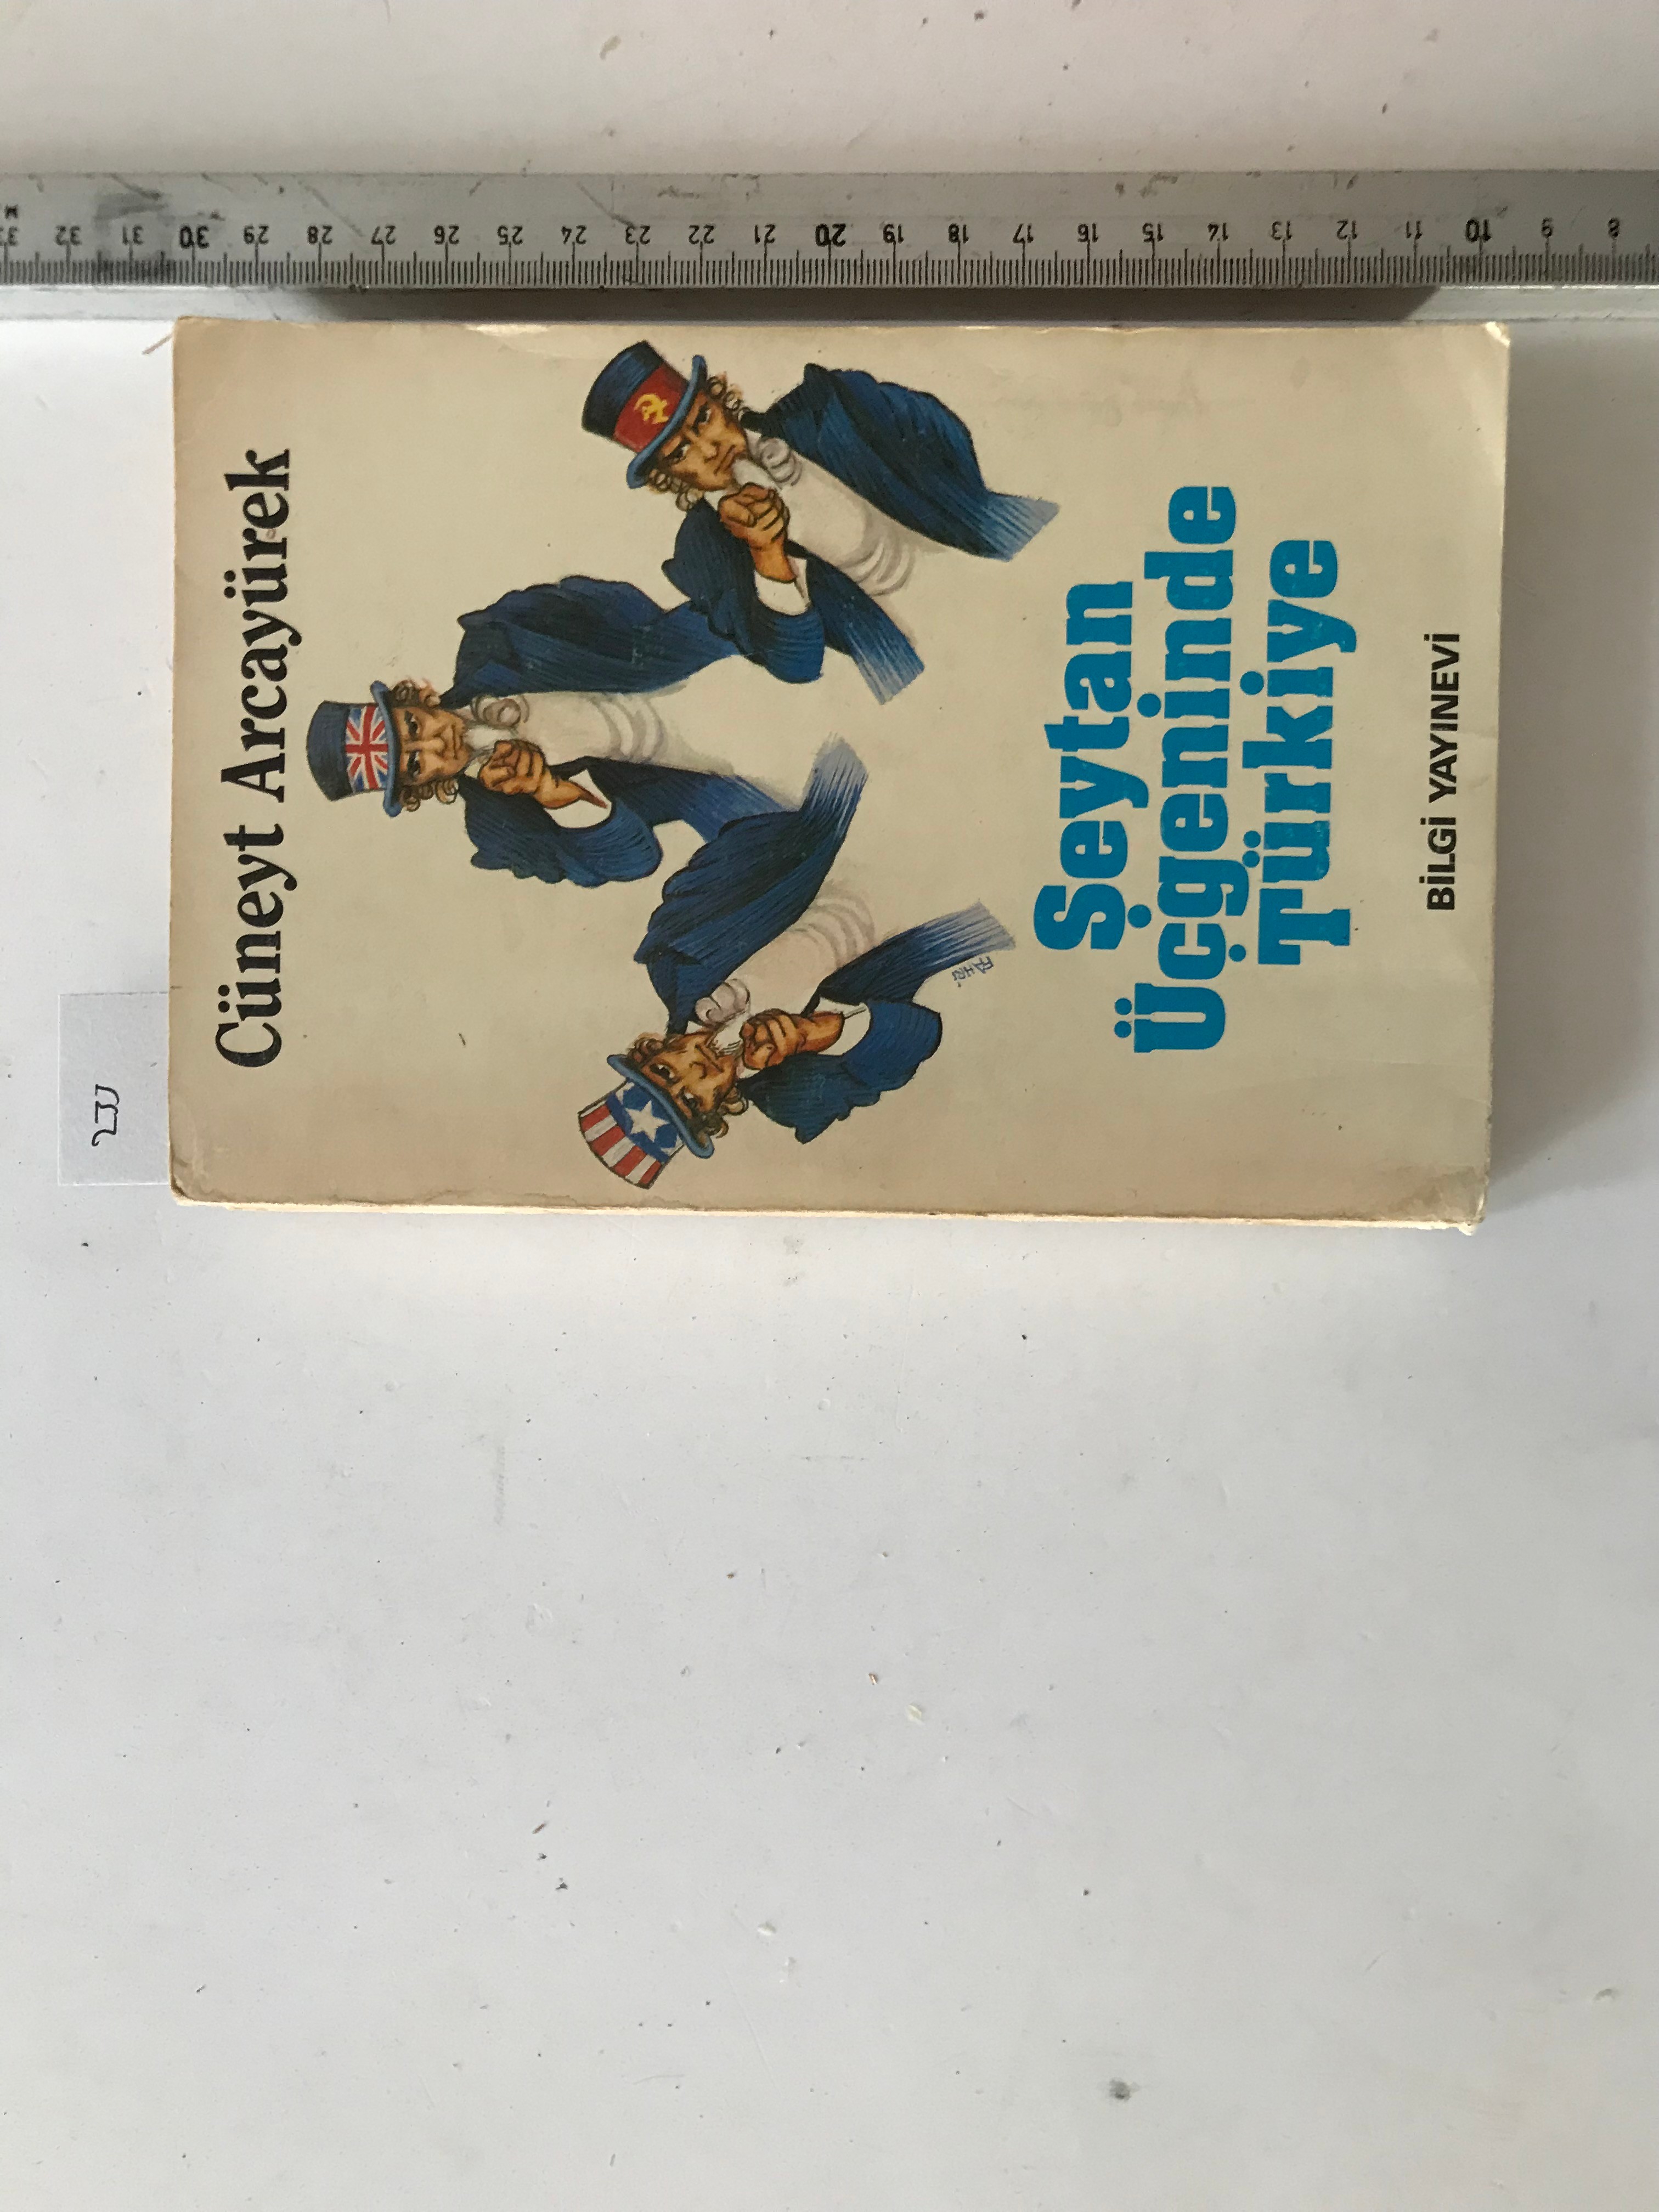 33 32 31 30 29 28 27 26 25 24 23 22 21 20 19 18 17 16 15 14 13 12 11 10 9 8
Cüneyt Arcayürek
FAHRİ
Şeytan
Üçgeninde
Türkiye
BİLGİ YAYINEVİ